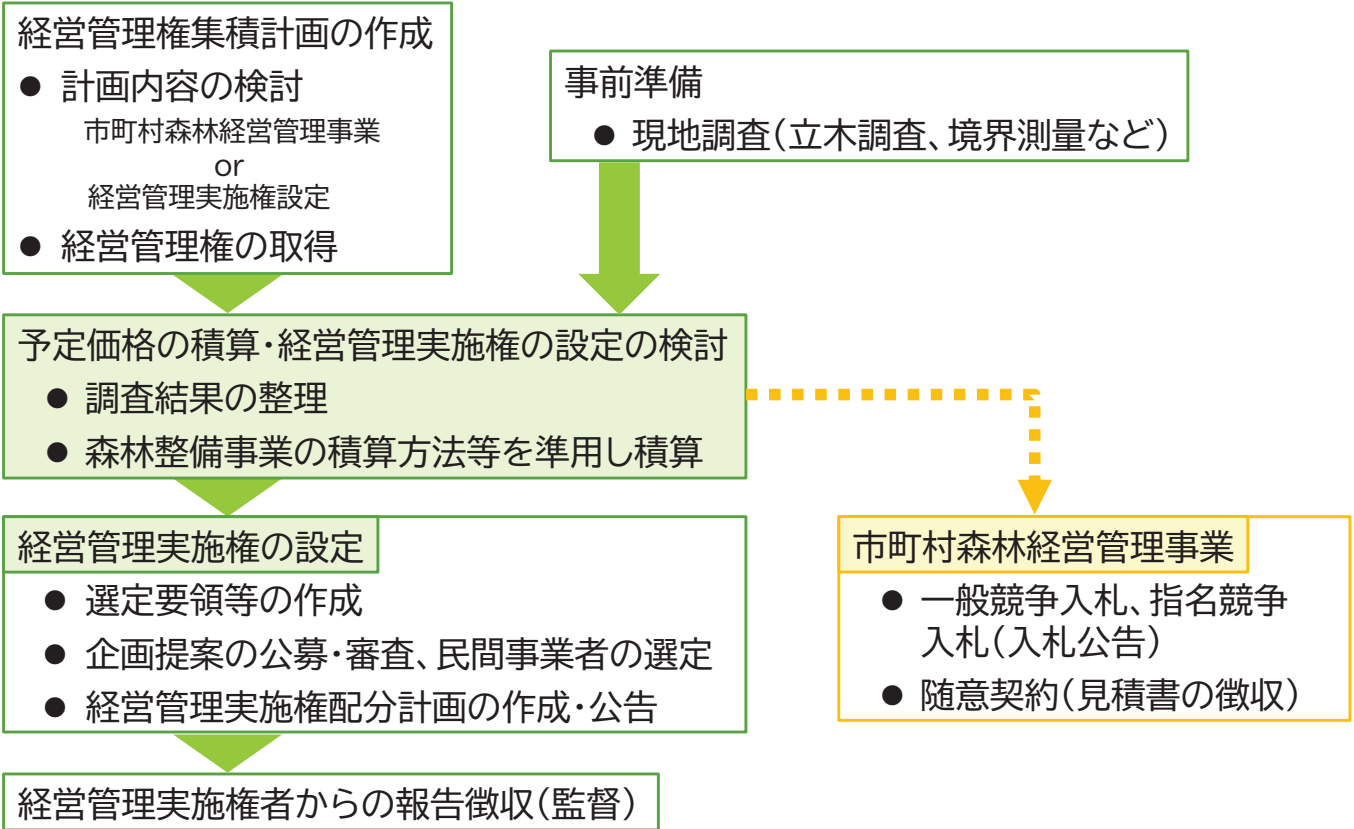 経営管理権集積計画の作成
● 計画内容の検討
市町村森林経営管理事業
or
経営管理実施権設定
● 経営管理権の取得
事前準備
● 現地調査(立木調査、境界測量など)
予定価格の積算・経営管理実施権の設定の検討
● 調査結果の整理
● 森林整備事業の積算方法等を準用し積算
経営管理実施権の設定
● 選定要領等の作成
● 企画提案の公募・審査、民間事業者の選定
● 経営管理実施権配分計画の作成・公告
市町村森林経営管理事業
● 一般競争入札、指名競争
入札(入札公告)
● 随意契約(見積書の徴収)
経営管理実施権者からの報告徴収(監督)